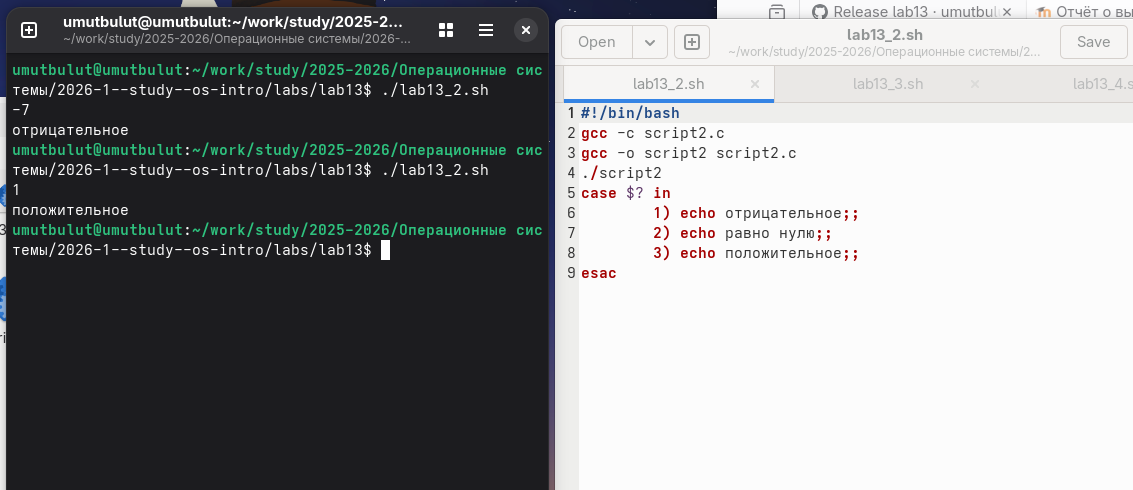 umutbulut@umutbulut:~/work/study/2025-2...
~/work/study/2025-2026/Операционные системы/2026-...
umutbulut@umutbulut:~/work/study/2025-2026/Операционные сис
темы/2026-1--study--os-intro/labs/lab13$ ./lab13_2.sh
-7
отрицательное
umutbulut@umutbulut:~/work/study/2025-2026/Операционные сис
темы/2026-1--study--os-intro/labs/lab13$ ./lab13_2.sh
1
положительное
umutbulut@umutbulut:~/work/study/2025-2026/Операционные сис
темы/2026-1--study--os-intro/labs/lab13$
Release lab13 · umutbul
Отчёт о вы
Open
lab13_2.sh
~/work/study/2025-2026/Операционные системы/2...
Save
lab13_2.sh
lab13_3.sh
lab13_4.s
1 #!/bin/bash
2 gcc -c script2.c
3 gcc -o script2 script2.c
4 ./script2
5 case $? in
6 1) echo отрицательное;;
7 2) echo равно нулю;;
8 3) echo положительное;;
9 esac